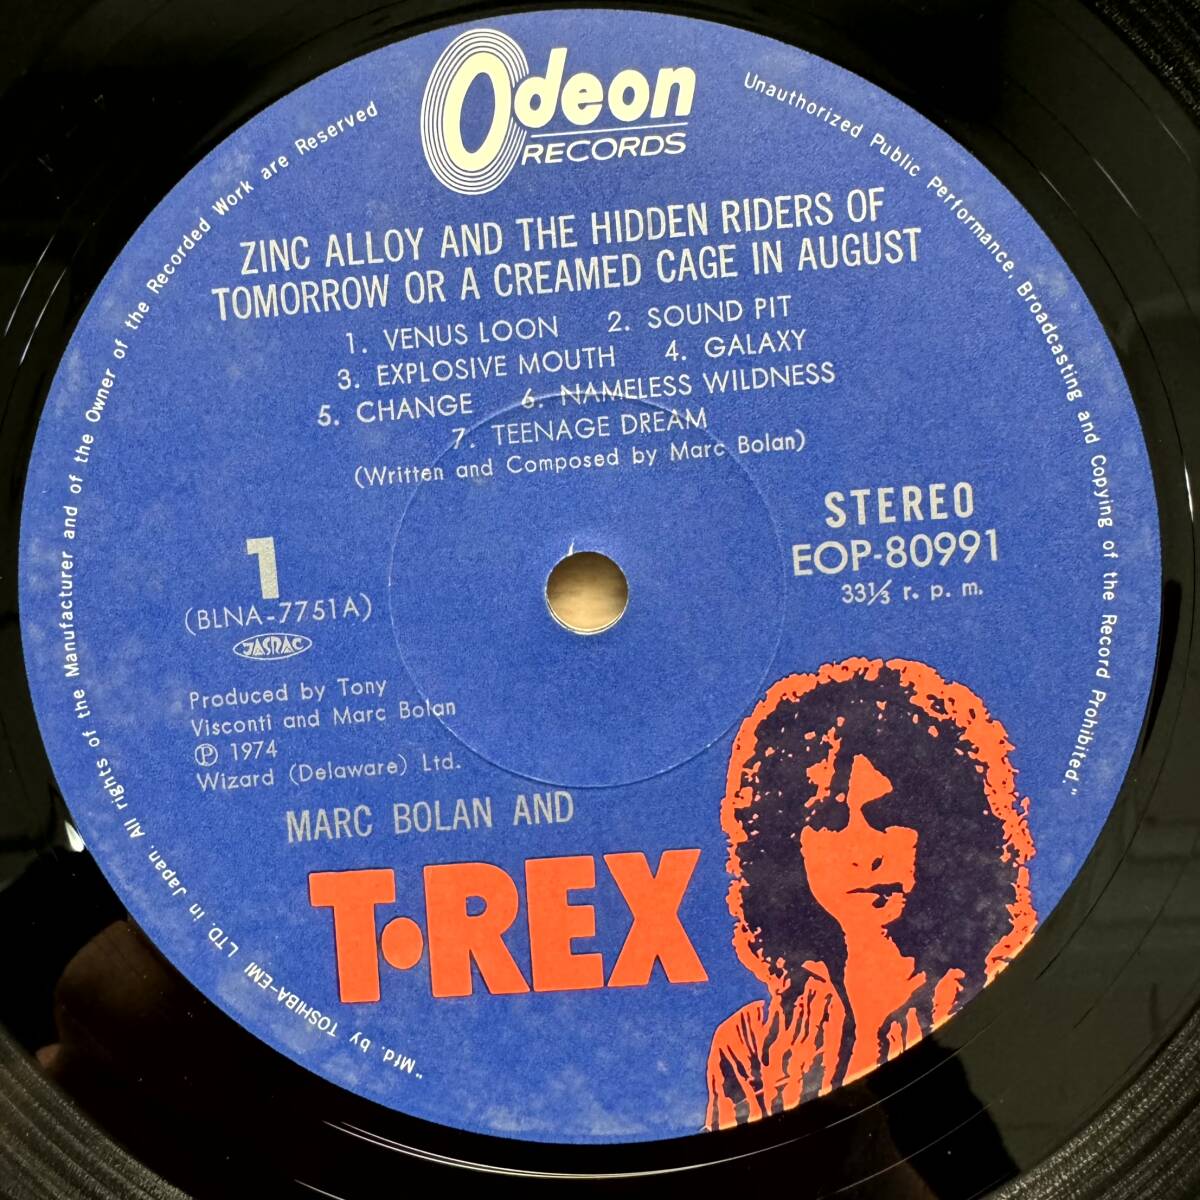 Odeon
RECORDS
ZINC ALLOY AND THE HIDDEN RIDERS OF
TOMORROW OR A CREAMED CAGE IN AUGUST
1. VENUS LOON 2. SOUND PIT
3. EXPLOSIVE MOUTH 4. GALAXY
5. CHANGE 6. NAMELESS WILDNESS
7. TEENAGE DREAM
(Written and Composed by Marc Bolan)
STEREO
EOP-80991
33⅓ r. p. m.
1
(BLNA-7751A)
JASRAC
Produced by Tony
Visconti and Marc Bolan
Ⓟ 1974
Wizard (Delaware) Ltd.
MARC BOLAN AND
T•REX
"Mfd. by TOSHIBA-EMI LTD. in Japan. All rights of the Manufacturer and of the Owner of the Recorded Work are Reserved
Unauthorized Public Performance, Broadcasting and Copying of the Record Prohibited."